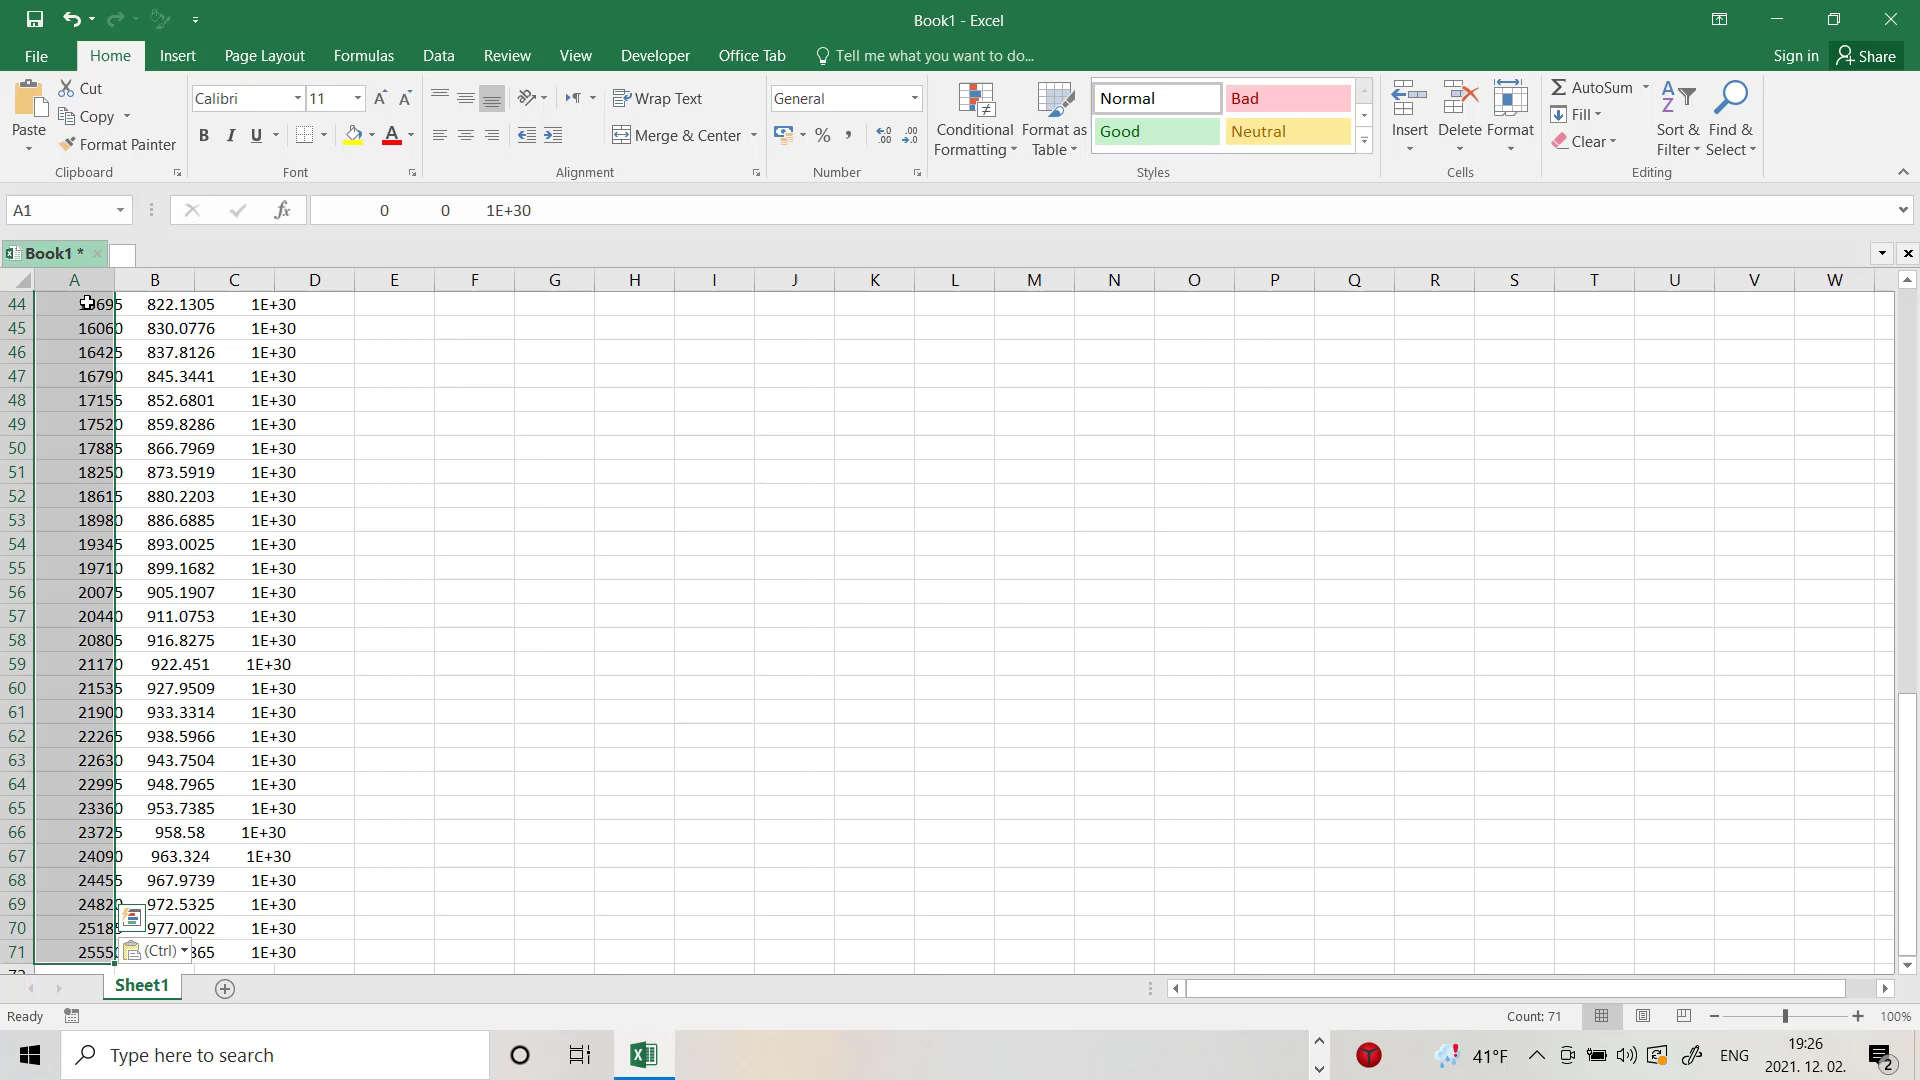 Book1 - Excel
File Home Insert Page Layout Formulas Data Review View Developer Office Tab Tell me what you want to do... Sign in Share
Paste Cut Copy Format Painter Clipboard
Calibri 11 B I U A Font
Wrap Text Merge & Center Alignment
General % , Number
Conditional Formatting Format as Table Normal Bad Good Neutral Styles
Insert Delete Format Cells
AutoSum Fill Clear Sort & Filter Find & Select Editing
A1 fx 0 0 1E+30
Book1 *
A B C D E F G H I J K L M N O P Q R S T U V W
44 695 822.1305 1E+30
45 16060 830.0776 1E+30
46 16425 837.8126 1E+30
47 16790 845.3441 1E+30
48 17155 852.6801 1E+30
49 17520 859.8286 1E+30
50 17885 866.7969 1E+30
51 18250 873.5919 1E+30
52 18615 880.2203 1E+30
53 18980 886.6885 1E+30
54 19345 893.0025 1E+30
55 19710 899.1682 1E+30
56 20075 905.1907 1E+30
57 20440 911.0753 1E+30
58 20805 916.8275 1E+30
59 21170 922.451 1E+30
60 21535 927.9509 1E+30
61 21900 933.3314 1E+30
62 22265 938.5966 1E+30
63 22630 943.7504 1E+30
64 22995 948.7965 1E+30
65 23360 953.7385 1E+30
66 23725 958.58 1E+30
67 24090 963.324 1E+30
68 24455 967.9739 1E+30
69 24820 972.5325 1E+30
70 25185 977.0022 1E+30
71 25550 (Ctrl) 365 1E+30
Sheet1
Ready Count: 71 100%
Type here to search 41°F ENG 19:26
2021. 12. 02. 2